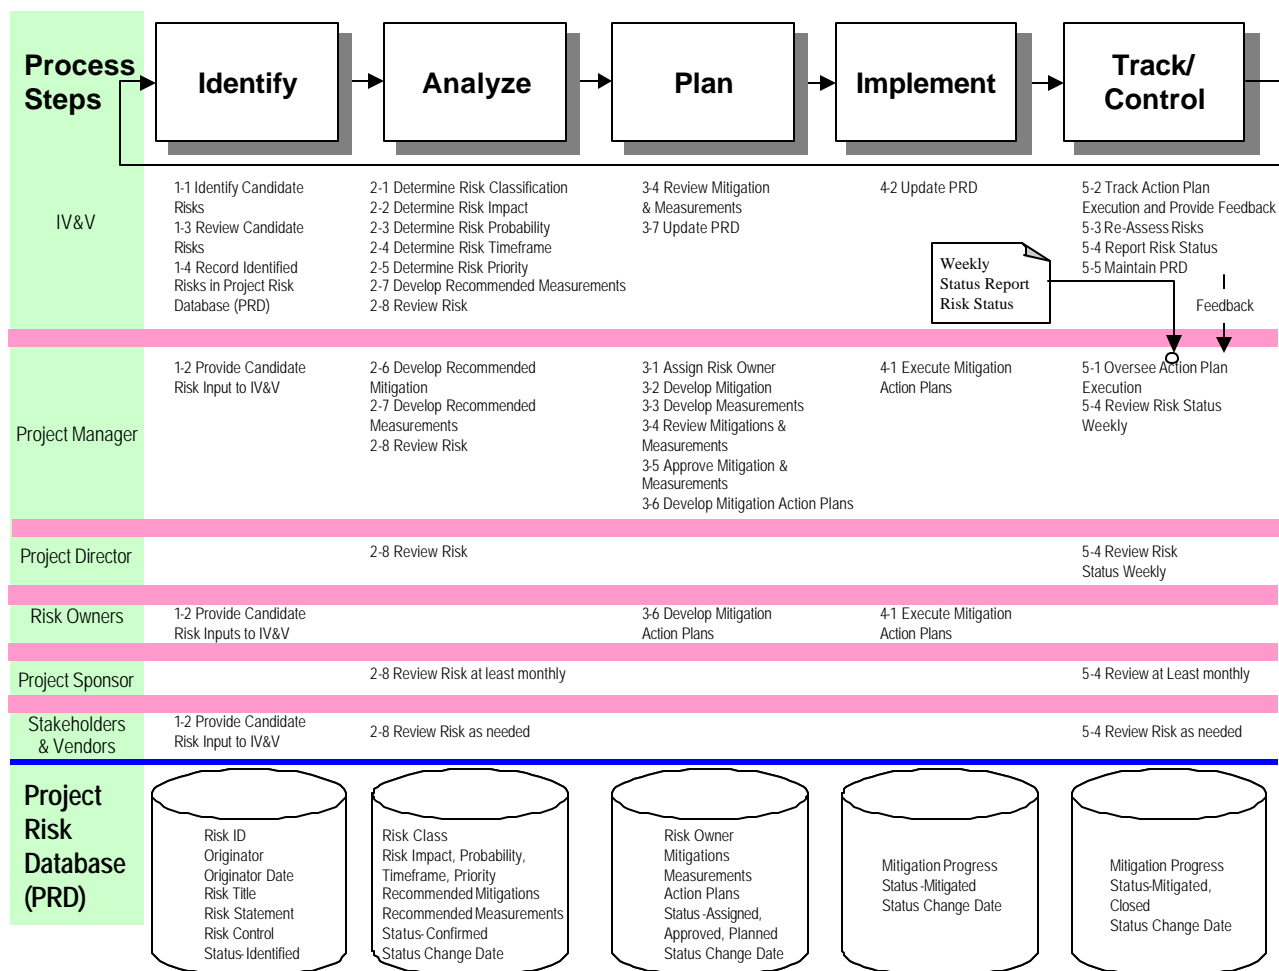 Process
Steps
Identify
Analyze
Plan
Implement
Track/
Control
IV&V
1-1 Identify Candidate
Risks
1-3 Review Candidate
Risks
1-4 Record Identified
Risks in Project Risk
Database (PRD)
2-1 Determine Risk Classification
2-2 Determine Risk Impact
2-3 Determine Risk Probability
2-4 Determine Risk Timeframe
2-5 Determine Risk Priority
2-7 Develop Recommended Measurements
2-8 Review Risk
3-4 Review Mitigation
& Measurements
3-7 Update PRD
4-2 Update PRD
5-2 Track Action Plan
Execution and Provide Feedback
5-3 Re-Assess Risks
5-4 Report Risk Status
5-5 Maintain PRD
Weekly
Status Report
Risk Status
Feedback
Project Manager
1-2 Provide Candidate
Risk Input to IV&V
2-6 Develop Recommended
Mitigation
2-7 Develop Recommended
Measurements
2-8 Review Risk
3-1 Assign Risk Owner
3-2 Develop Mitigation
3-3 Develop Measurements
3-4 Review Mitigations &
Measurements
3-5 Approve Mitigation &
Measurements
3-6 Develop Mitigation Action Plans
4-1 Execute Mitigation
Action Plans
5-1 Oversee Action Plan
Execution
5-4 Review Risk Status
Weekly
Project Director
2-8 Review Risk
5-4 Review Risk
Status Weekly
Risk Owners
1-2 Provide Candidate
Risk Inputs to IV&V
3-6 Develop Mitigation
Action Plans
4-1 Execute Mitigation
Action Plans
Project Sponsor
2-8 Review Risk at least monthly
5-4 Review at Least monthly
Stakeholders
& Vendors
1-2 Provide Candidate
Risk Input to IV&V
2-8 Review Risk as needed
5-4 Review Risk as needed
Project
Risk
Database
(PRD)
Risk ID
Originator
Originator Date
Risk Title
Risk Statement
Risk Control
Status-Identified
Risk Class
Risk Impact, Probability,
Timeframe, Priority
Recommended Mitigations
Recommended Measurements
Status-Confirmed
Status Change Date
Risk Owner
Mitigations
Measurements
Action Plans
Status -Assigned,
Approved, Planned
Status Change Date
Mitigation Progress
Status -Mitigated
Status Change Date
Mitigation Progress
Status-Mitigated,
Closed
Status Change Date